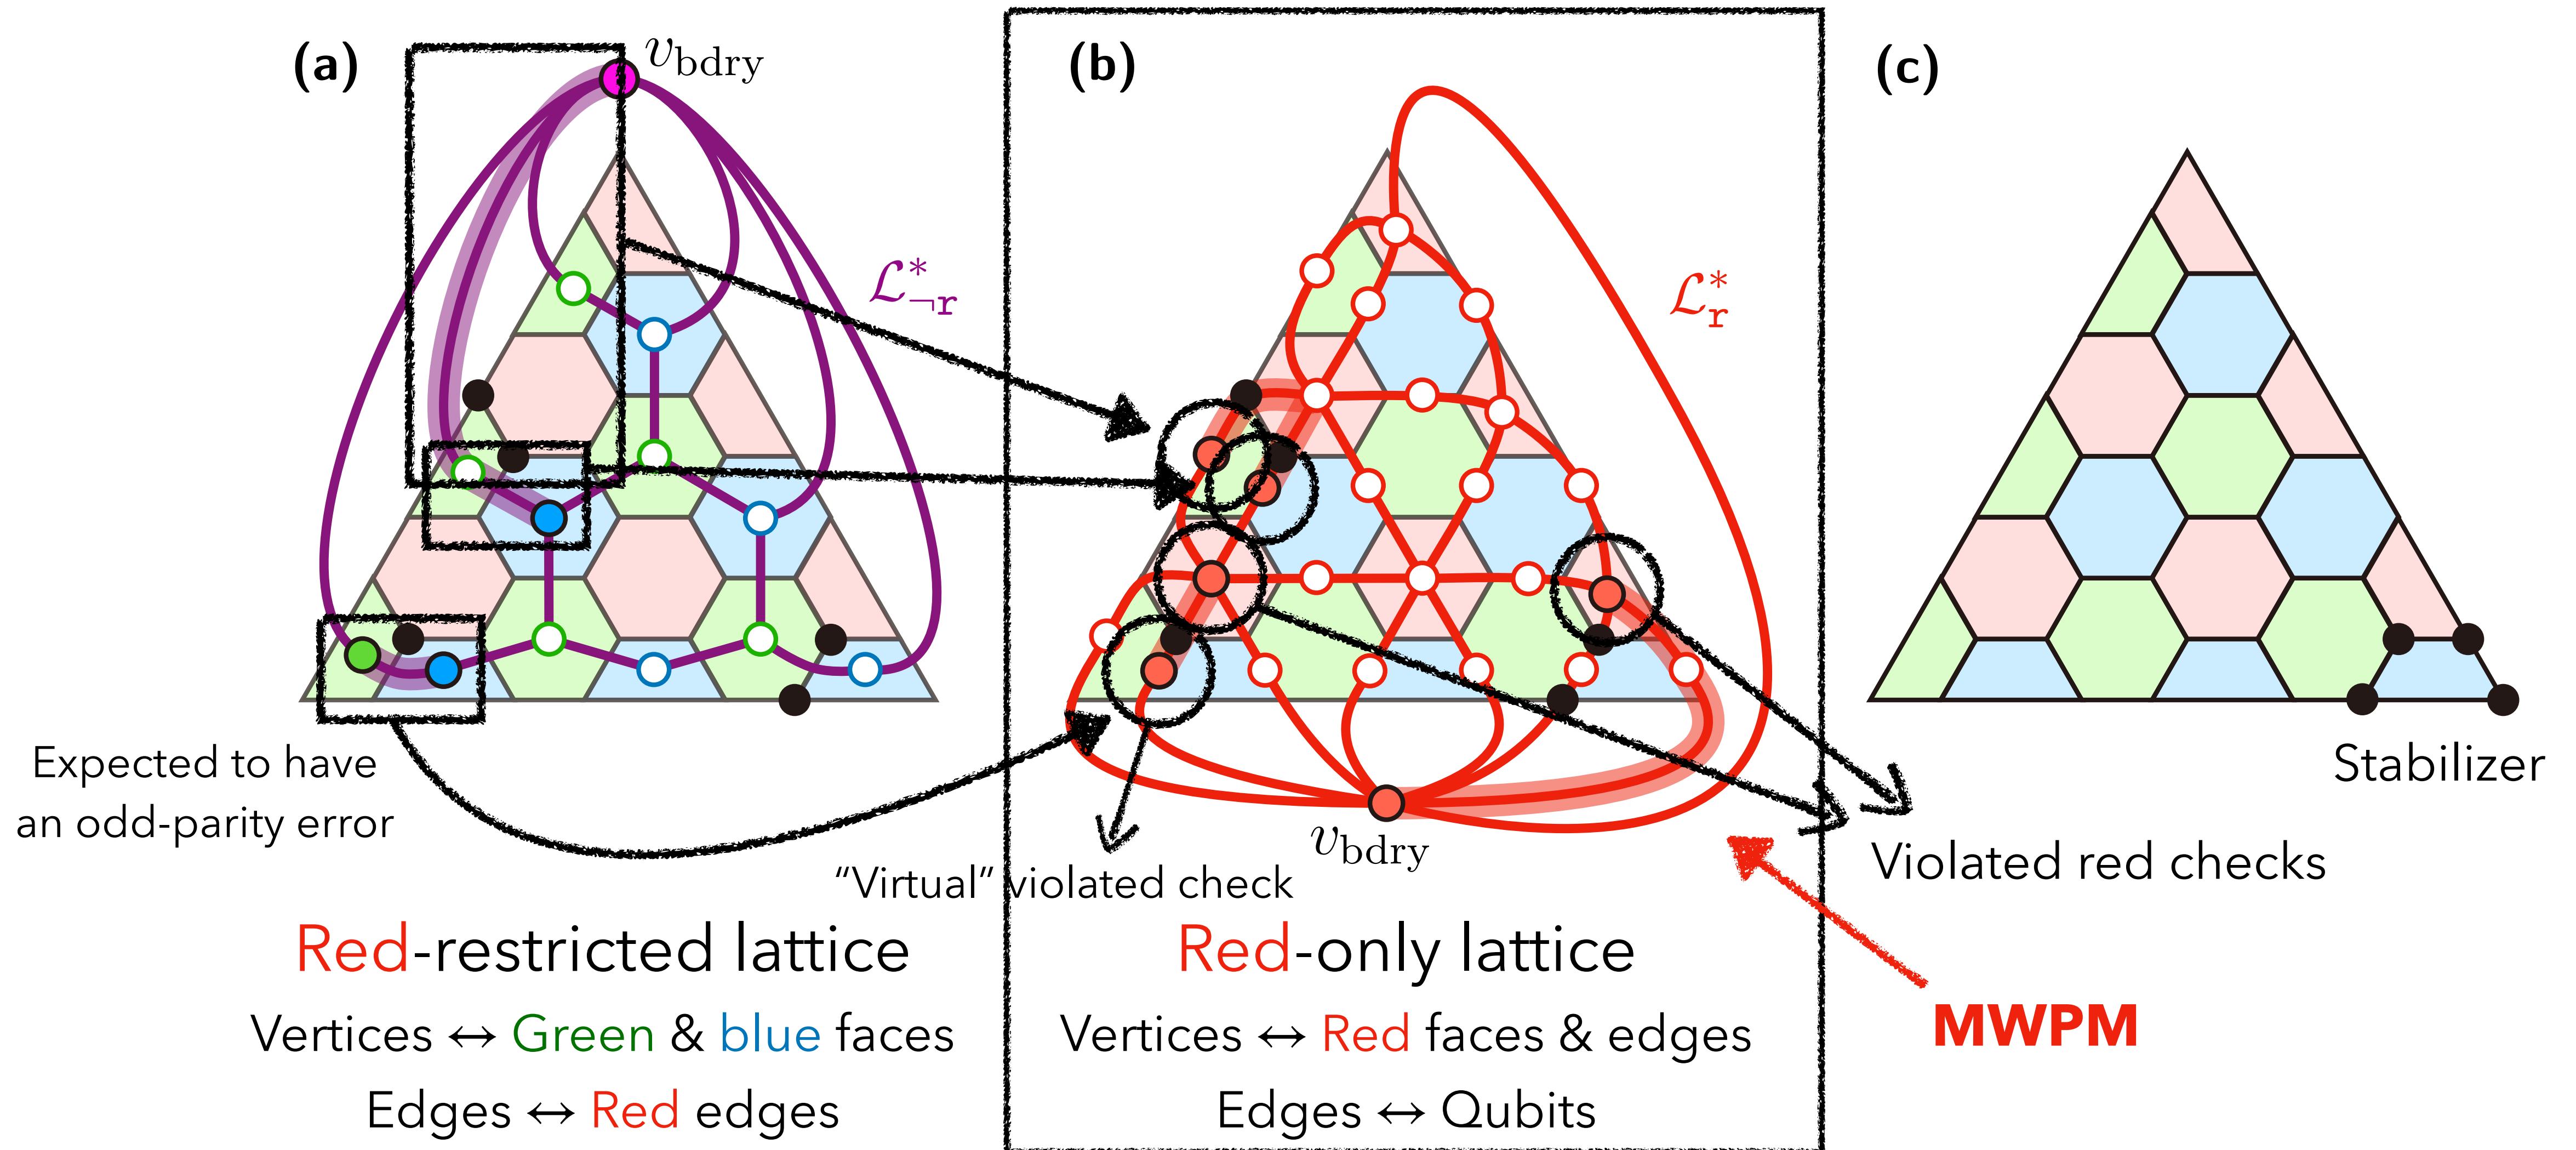 (a)
v_bdry
ℒ*_¬r
Expected to have
an odd-parity error
Red-restricted lattice
Vertices ↔ Green & blue faces
Edges ↔ Red edges
(b)
ℒ*_r
v_bdry
“Virtual” violated check
Red-only lattice
Vertices ↔ Red faces & edges
Edges ↔ Qubits
(c)
Stabilizer
Violated red checks
MWPM